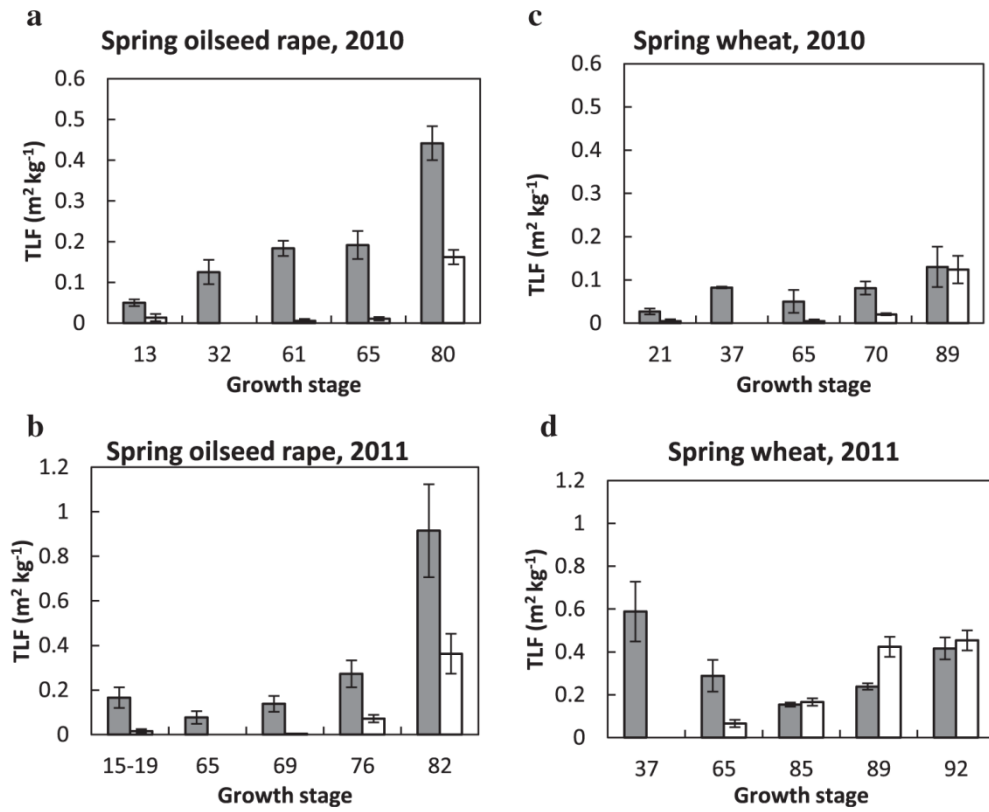 a
Spring oilseed rape, 2010
TLF (m² kg⁻¹)
0.6
0.5
0.4
0.3
0.2
0.1
0
13 32 61 65 80
Growth stage
c
Spring wheat, 2010
TLF (m² kg⁻¹)
0.6
0.5
0.4
0.3
0.2
0.1
0
21 37 65 70 89
Growth stage
b
Spring oilseed rape, 2011
TLF (m² kg⁻¹)
1.2
1
0.8
0.6
0.4
0.2
0
15-19 65 69 76 82
Growth stage
d
Spring wheat, 2011
TLF (m² kg⁻¹)
1.2
1
0.8
0.6
0.4
0.2
0
37 65 85 89 92
Growth stage